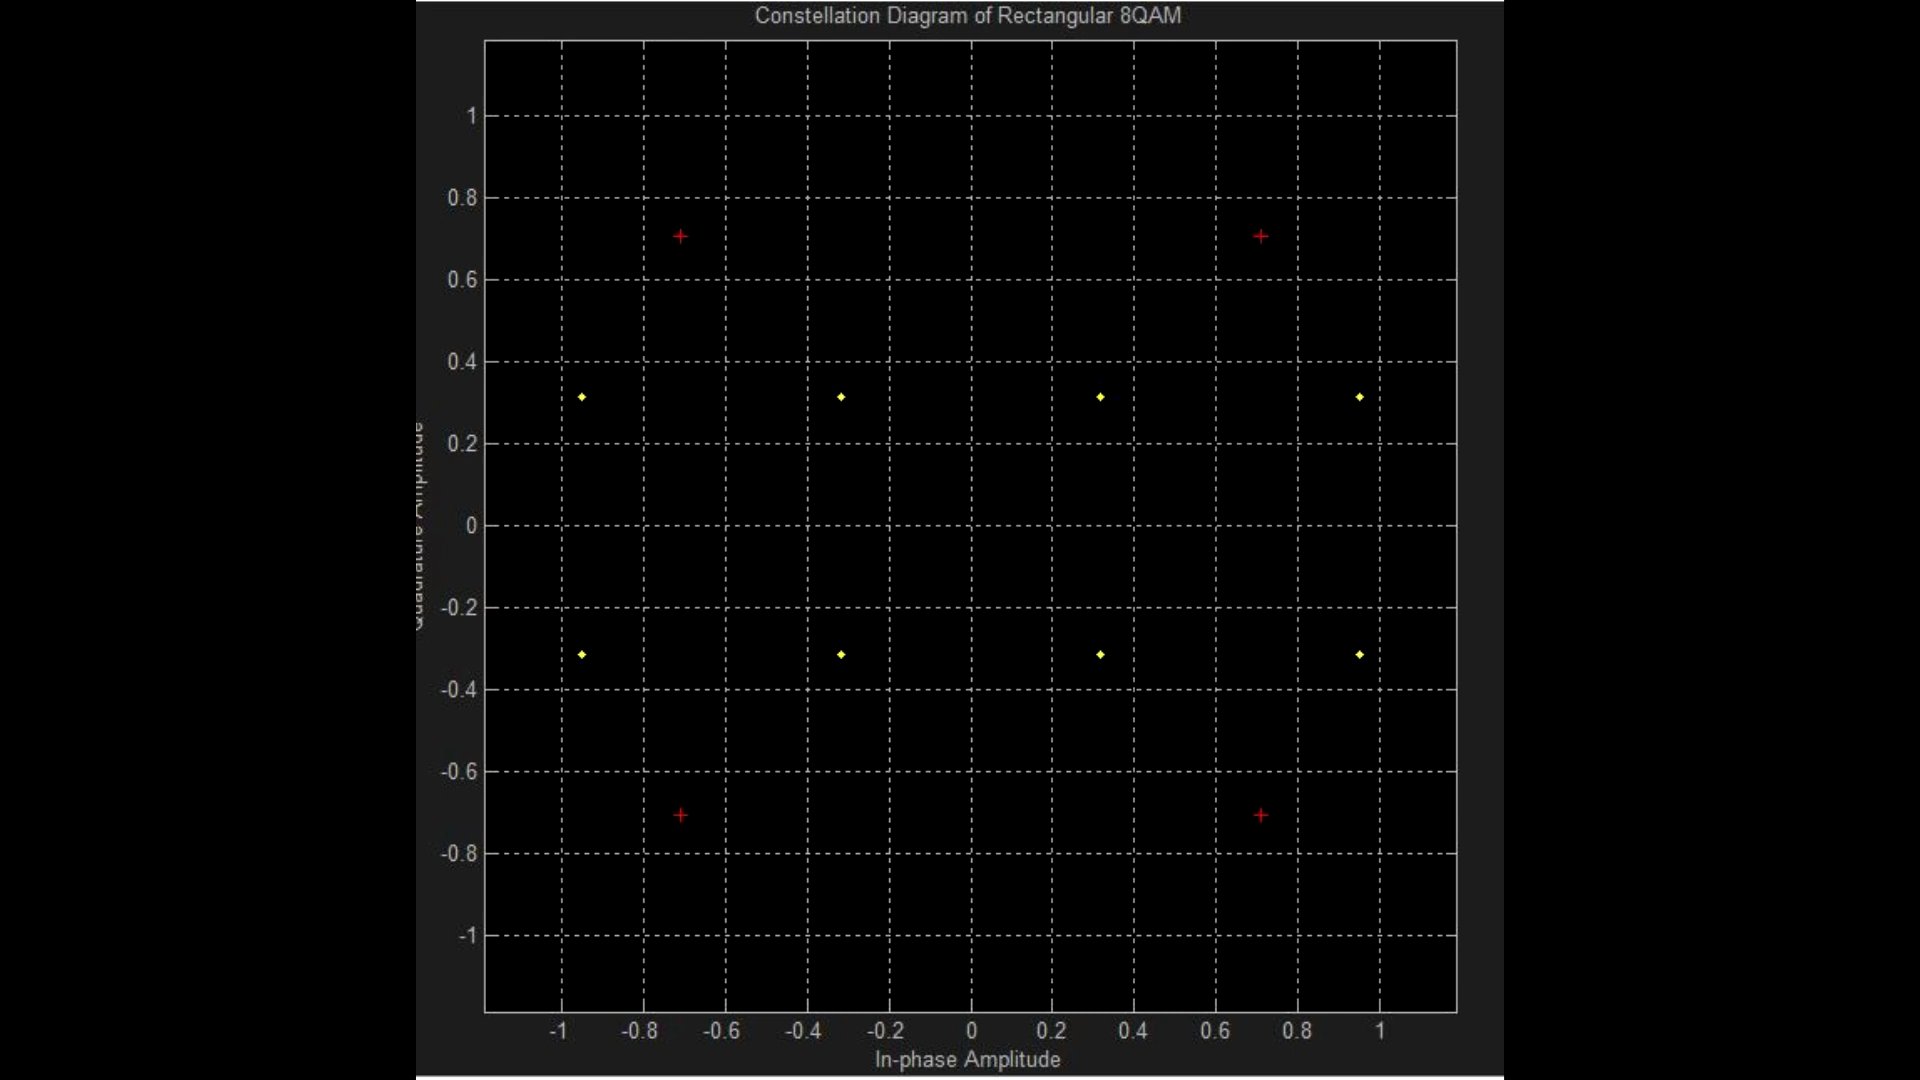 Constellation Diagram of Rectangular 8QAM
1
0.8
0.6
0.4
0.2
0
-0.2
-0.4
-0.6
-0.8
-1
Quadrature Amplitude
-1 -0.8 -0.6 -0.4 -0.2 0 0.2 0.4 0.6 0.8 1
In-phase Amplitude